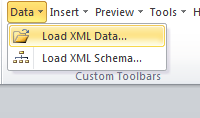 Data Insert Preview Tools H
Load XML Data...
Load XML Schema...
Custom Toolbars